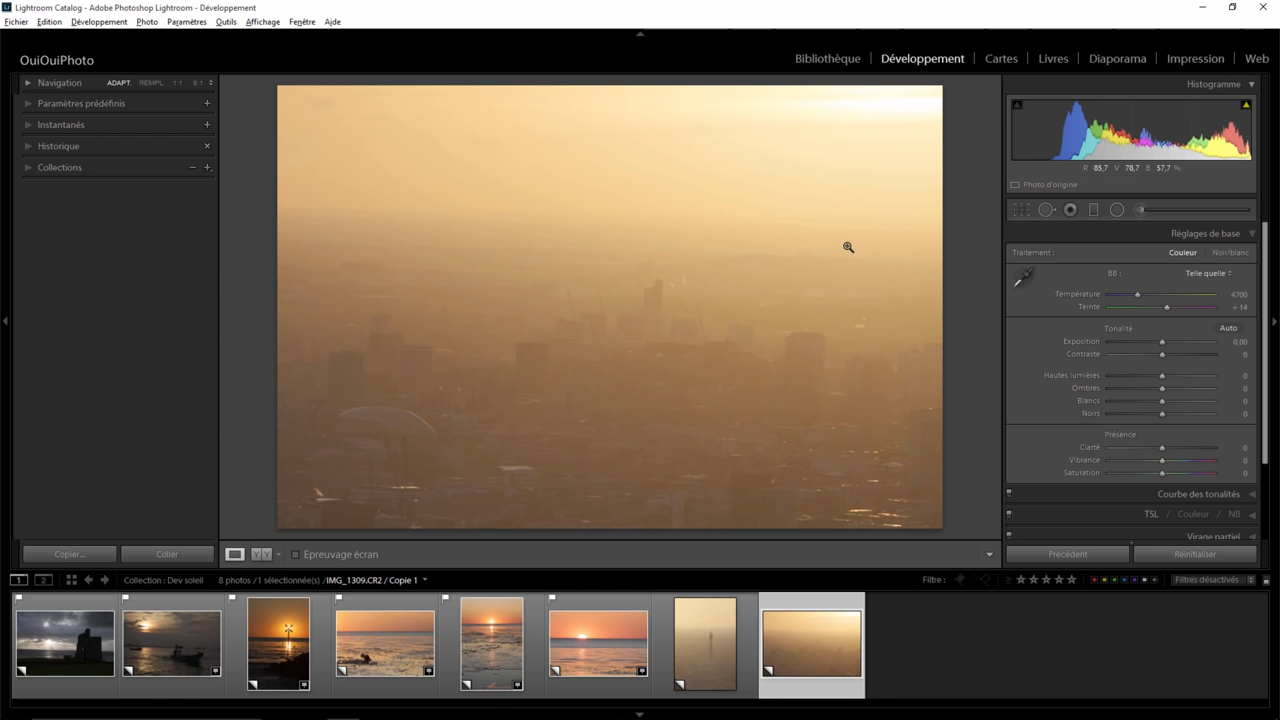 Lightroom Catalog - Adobe Photoshop Lightroom - Développement
Fichier Edition Développement Photo Paramètres Outils Affichage Fenêtre Aide
OuiOuiPhoto
Bibliothèque | Développement | Cartes | Livres | Diaporama | Impression | Web
Navigation ADAPT. REMPL. 1:1 8:1
Paramètres prédéfinis
Instantanés
Historique
Collections
Histogramme
R 85,7 V 78,7 B 57,7 %
Photo d'origine
Réglages de base
Traitement : Couleur Noir/blanc
BB : Telle quelle
Température 4700
Teinte + 14
Tonalité Auto
Exposition 0,00
Contraste 0
Hautes lumières 0
Ombres 0
Blancs 0
Noirs 0
Présence
Clarté 0
Vibrance 0
Saturation 0
Courbe des tonalités
TSL / Couleur / NB
Virage partiel
Copier... Coller
Epreuvage écran
Précédent Réinitialiser
1 2 Collection : Dev soleil 8 photos /1 sélectionnée(s) /IMG_1309.CR2 / Copie 1
Filtre : Filtres désactivés